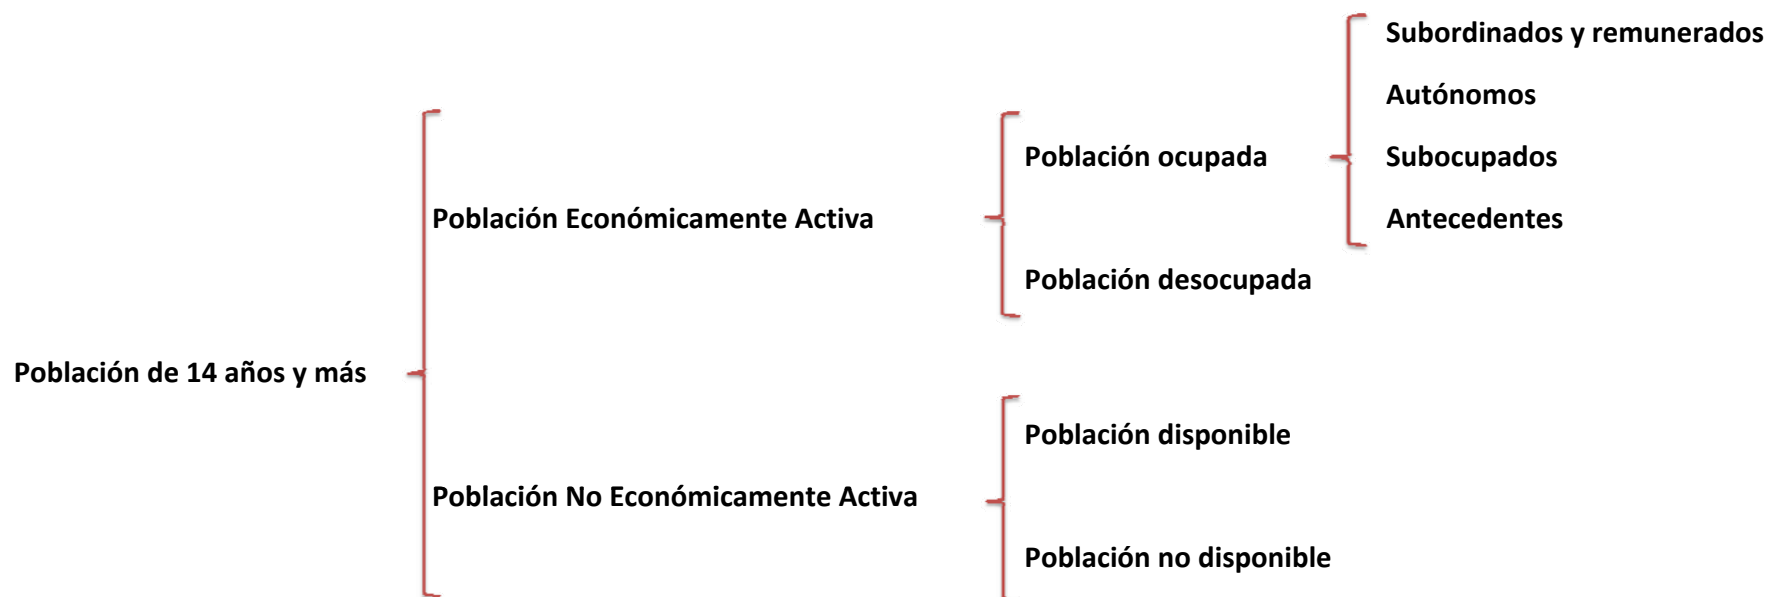 Subordinados y remunerados
Autónomos
Población ocupada
Subocupados
Población Económicamente Activa
Antecedentes
Población desocupada
Población de 14 años y más
Población disponible
Población No Económicamente Activa
Población no disponible